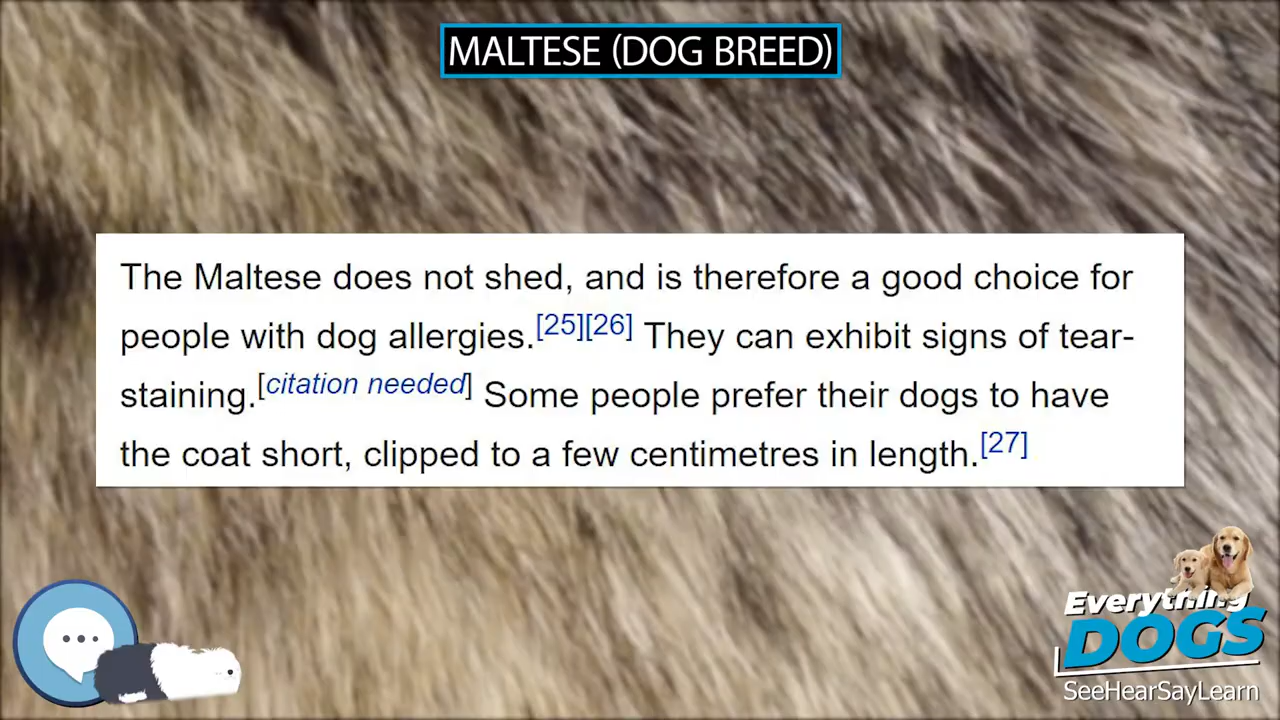 MALTESE (DOG BREED)
The Maltese does not shed, and is therefore a good choice for
people with dog allergies.[25][26] They can exhibit signs of tear-
staining.[citation needed] Some people prefer their dogs to have
the coat short, clipped to a few centimetres in length.[27]
Everything
DOGS
SeeHearSayLearn